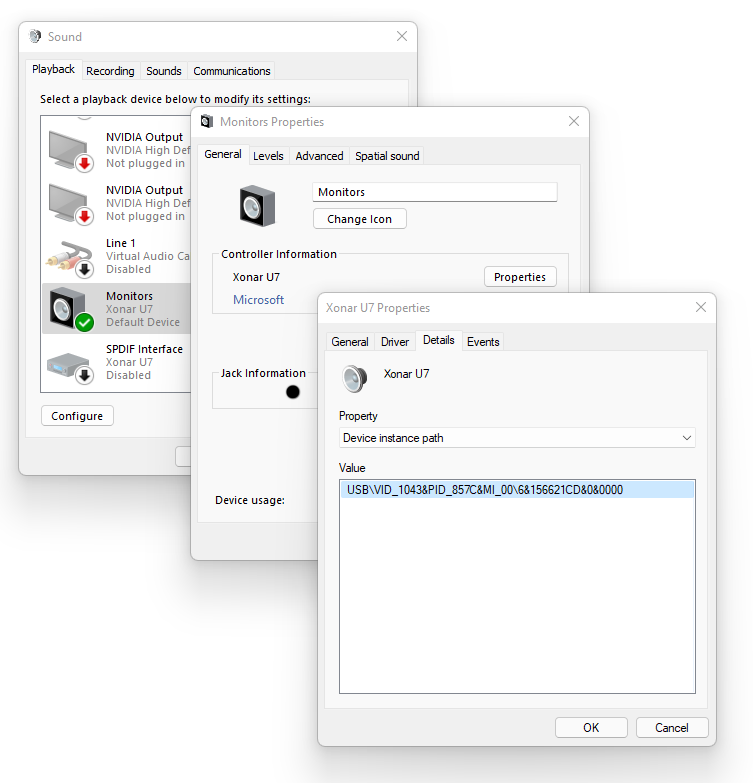 Sound
Playback
Recording
Sounds
Communications
Select a playback device below to modify its settings:
NVIDIA Output
NVIDIA High Def
Not plugged in
NVIDIA Output
NVIDIA High Def
Not plugged in
Line 1
Virtual Audio Ca
Disabled
Monitors
Xonar U7
Default Device
SPDIF Interface
Xonar U7
Disabled
Configure
Monitors Properties
General
Levels
Advanced
Spatial sound
Monitors
Change Icon
Controller Information
Xonar U7
Properties
Microsoft
Jack Information
Device usage:
Xonar U7 Properties
General
Driver
Details
Events
Xonar U7
Property
Device instance path
Value
USB\VID_1043&PID_857C&MI_00\6&156621CD&0&0000
OK
Cancel